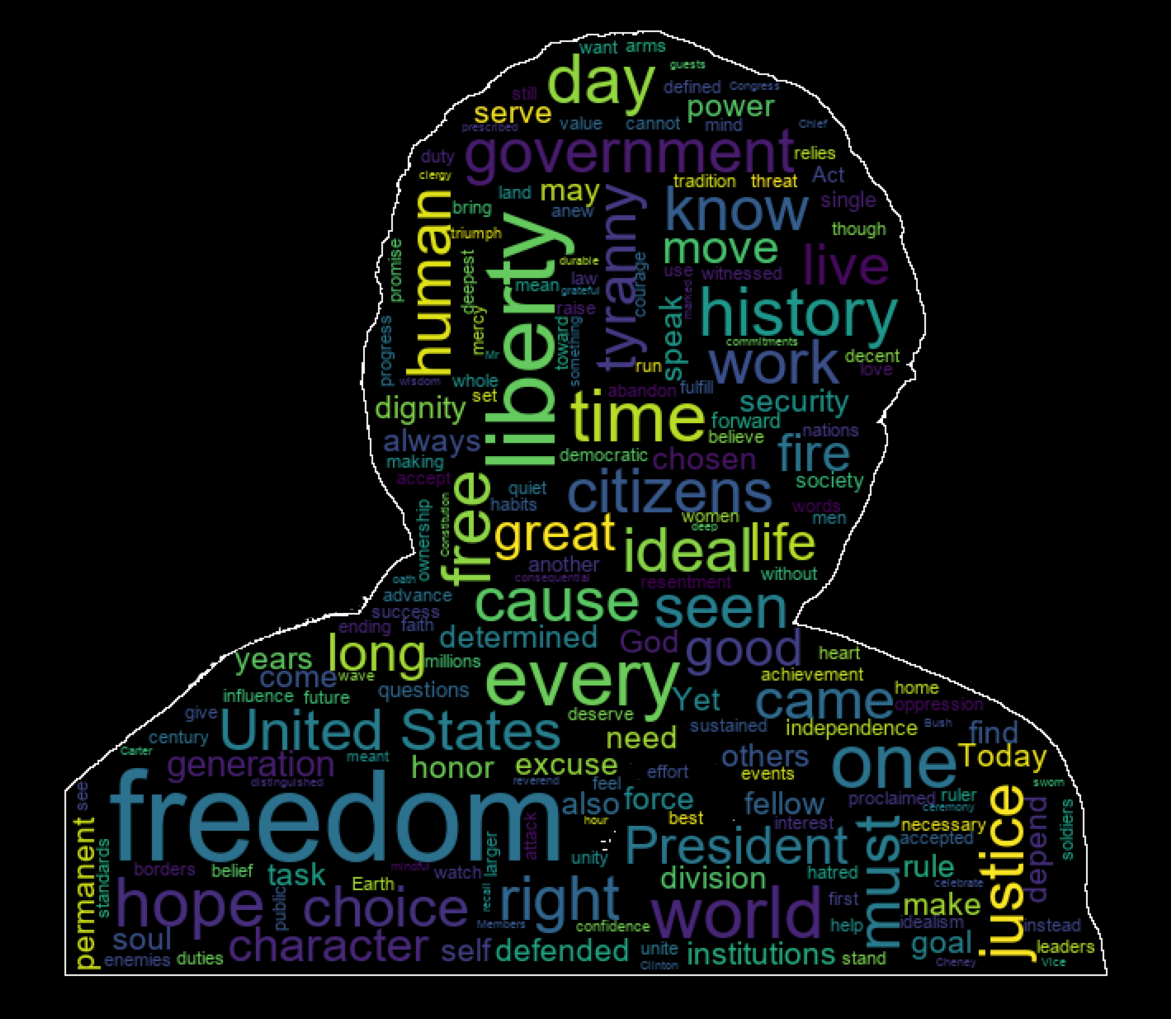 want arms
guests
day
defined Congress
still
serve
power
prescribed value cannot mind Chief
government
relies
duty
clergy
tradition threat Act
land may
human
bring
anew
know
single
triumph
liberty
tyranny
though
promise
deepest
durable
courage
move
live
law
use witnessed
mean grateful
marked
raise
history
speak
mercy
toward
something
progress
Mr
commitments
work
decent
run
love
wisdom whole
abandon fulfill
set
dignity
time
security
forward
believe
nations
always
democratic chosen
fire
making
accept
free
quiet
citizens
society
habits
words
Constitution
women
men
ownership
great
deep
ideal
life
another
consequential
resentment without
oath
advance
cause
seen
success
ending faith
determined God good heart
years long millions
every
achievement
come wave
questions
Yet came home
influence future
oppression
give
United States
deserve
sustained independence Bush
find
century
need
Carter
generation meant
honor excuse
others
one
Today
distinguished
reverend feel effort
events
sworn
see
freedom
also force
fellow
proclaimed ruler
ceremony
justice
depend
soldiers
hour
best
interest
necessary
permanent
standards
attack
larger
unity
President
must
accepted
borders belief task
mindful watch
division
hatred
rule
Earth
celebrate
hope
public
choice
recall
right
world
first
make
Members
confidence
help
idealism instead
soul
character
self defended
unite
institutions
goal
leaders
enemies duties
Clinton
stand
Cheney
Vice